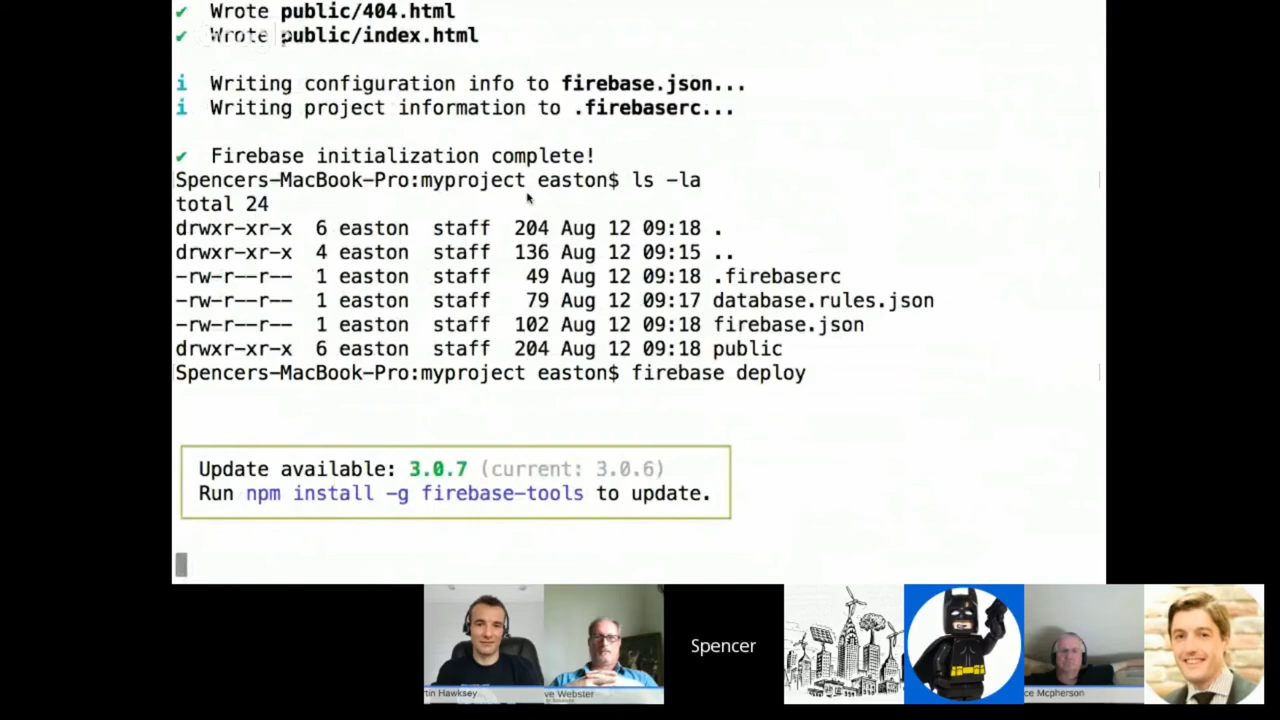 ✔ Wrote public/404.html
✔ Wrote public/index.html
i Writing configuration info to firebase.json...
i Writing project information to .firebaserc...
✔ Firebase initialization complete!
Spencers-MacBook-Pro:myproject easton$ ls -la
total 24
drwxr-xr-x 6 easton staff 204 Aug 12 09:18 .
drwxr-xr-x 4 easton staff 136 Aug 12 09:15 ..
-rw-r--r-- 1 easton staff 49 Aug 12 09:18 .firebaserc
-rw-r--r-- 1 easton staff 79 Aug 12 09:17 database.rules.json
-rw-r--r-- 1 easton staff 102 Aug 12 09:18 firebase.json
drwxr-xr-x 6 easton staff 204 Aug 12 09:18 public
Spencers-MacBook-Pro:myproject easton$ firebase deploy
Update available: 3.0.7 (current: 3.0.6)
Run npm install -g firebase-tools to update.
Spencer
tin Hawksey
ve Webster
ce Mcpherson